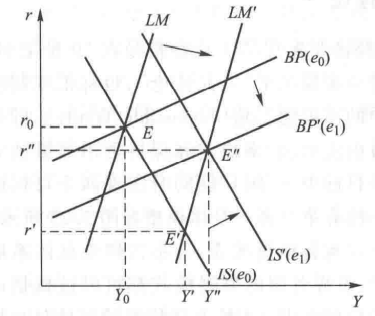 r
LM
LM'
BP(e₀)
r₀
E
BP'(e₁)
r"
E"
r'
E'
IS'(e₁)
IS(e₀)
Y₀
Y'
Y"
Y